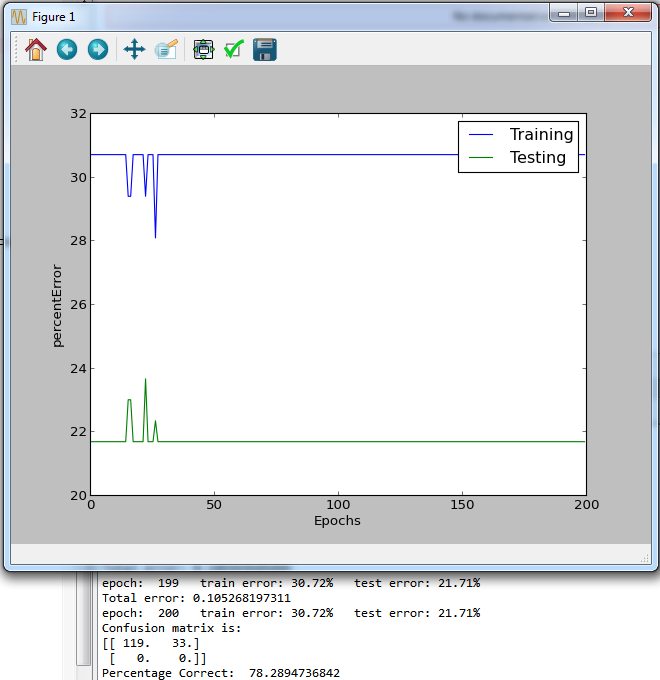 Figure 1
32
30
28
26
24
22
20
percentError
Training
Testing
0 50 100 150 200
Epochs
epoch: 199 train error: 30.72% test error: 21.71%
Total error: 0.105268197311
epoch: 200 train error: 30.72% test error: 21.71%
Confusion matrix is:
[[ 119. 33.]
[ 0. 0.]]
Percentage Correct: 78.2894736842